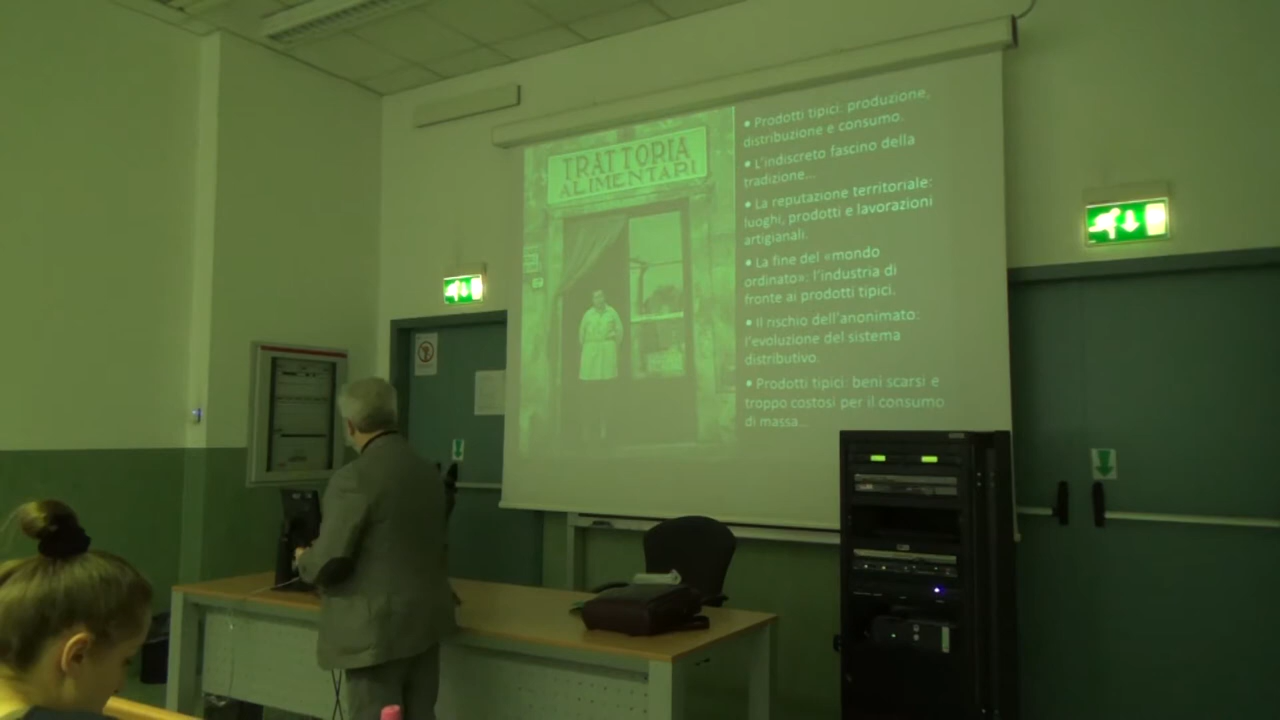 TRATTORIA
ALIMENTARI
• Prodotti tipici: produzione,
distribuzione e consumo.
• L'indiscreto fascino della
tradizione...
• La reputazione territoriale:
luoghi, prodotti e lavorazioni
artigianali.
• La fine del «mondo
ordinato»: l'industria di
fronte ai prodotti tipici.
• Il rischio dell'anonimato:
l'evoluzione del sistema
distributivo.
• Prodotti tipici: beni scarsi e
troppo costosi per il consumo
di massa...